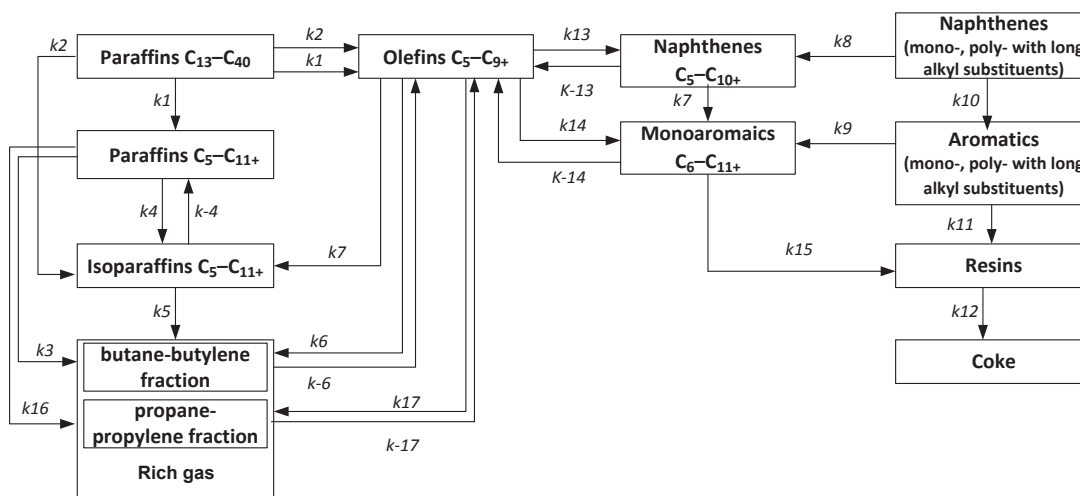 k2
Paraffins C13–C40
k2
k1
Olefins C5–C9+
k13
K-13
Naphthenes
C5–C10+
k8
Naphthenes
(mono-, poly- with long
alkyl substituents)
k1
k7
k10
Paraffins C5–C11+
k14
K-14
Monoaromaics
C6–C11+
k9
Aromatics
(mono-, poly- with long
alkyl substituents)
k4
k-4
k11
Isoparaffins C5–C11+
k7
k15
Resins
k5
k12
k3
butane-butylene
fraction
k6
k-6
Coke
k16
propane-
propylene fraction
k17
k-17
Rich gas